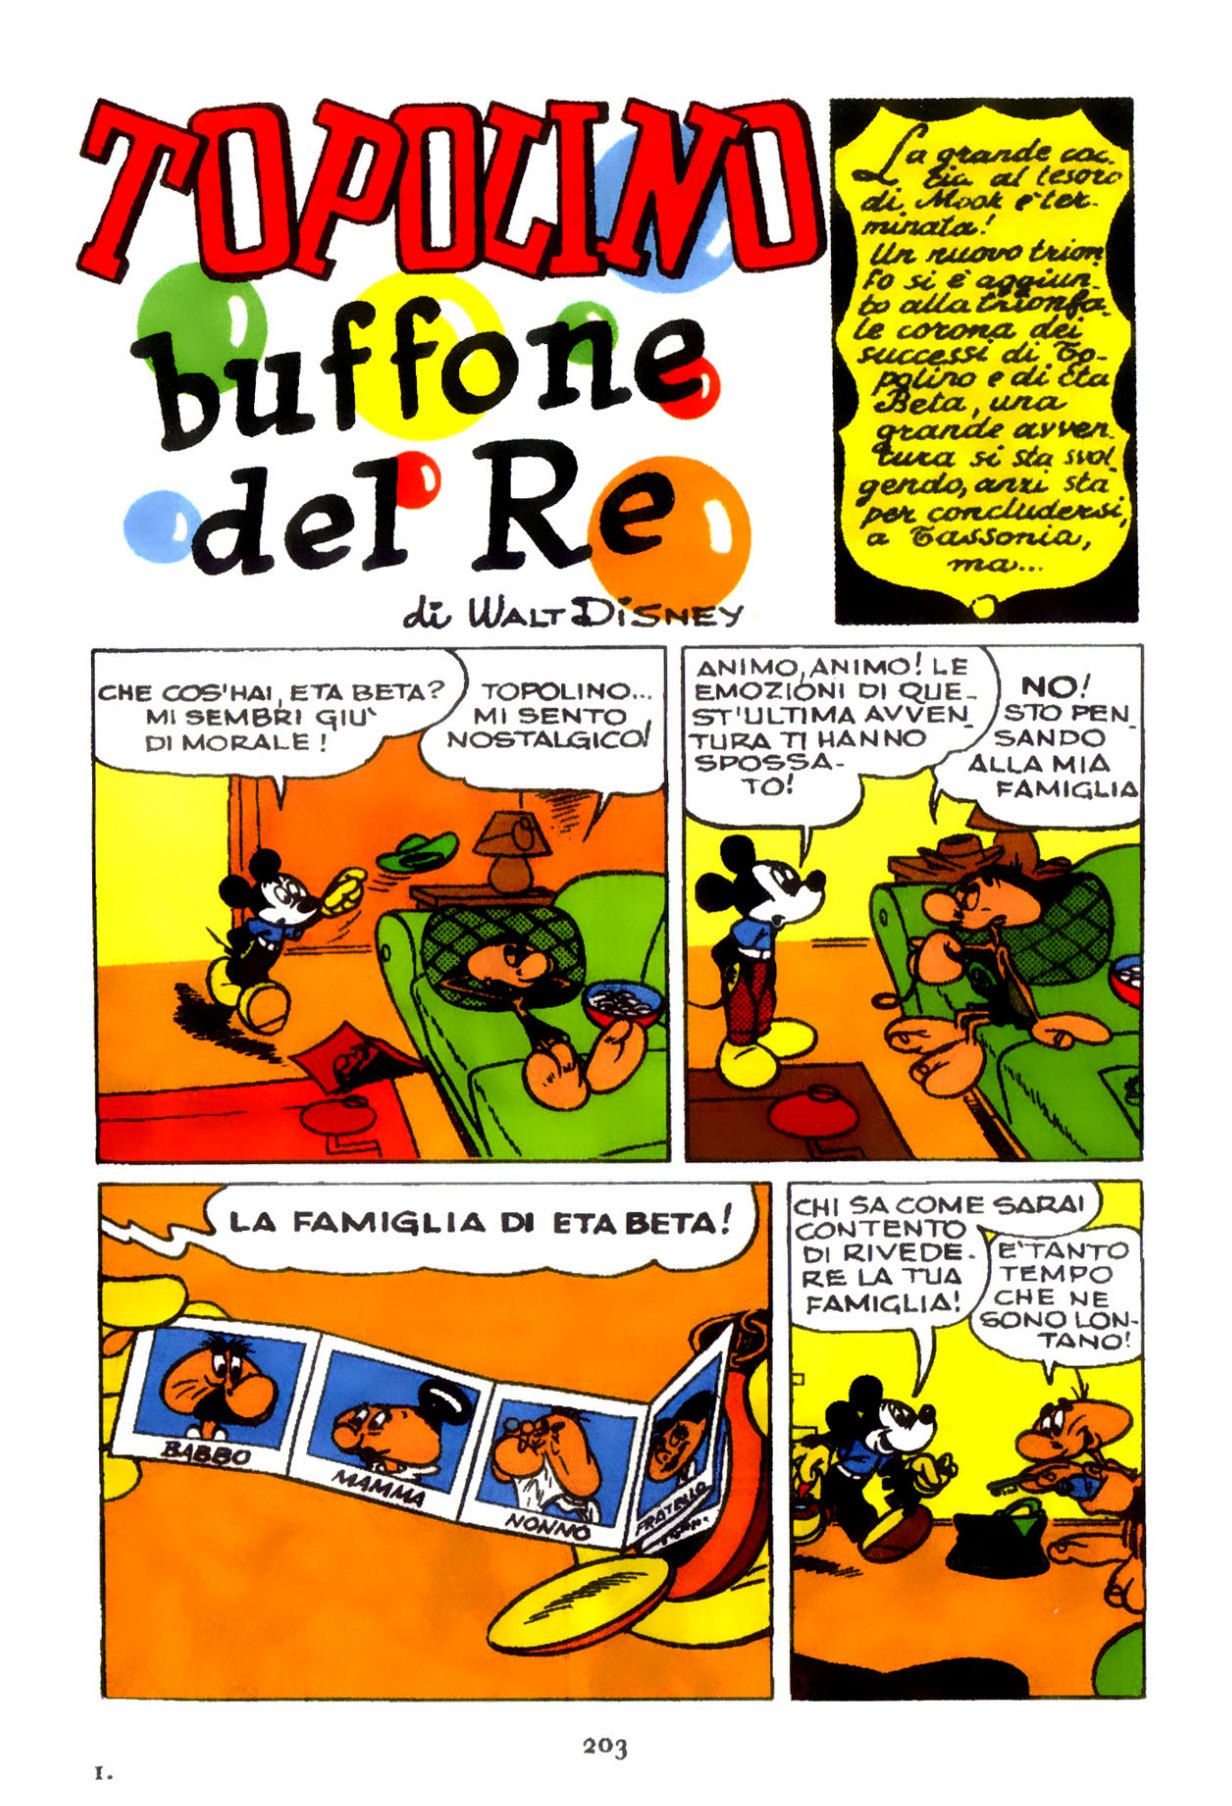 TOPOLINO
buffone
del Re
di WALT DISNEY
La grande cac-
cia al tesoro
di Mook e' ter-
minata!
Un nuovo trion
fo si è aggiun-
to alla trionfa-
le corona dei
successi di To-
polino e di Eta
Beta, una
grande avven-
tura si sta svol
gendo, anzi sta
per concludersi,
a Tassonia,
ma...
CHE COS'HAI, ETA BETA?
MI SEMBRI GIU'
DI MORALE!
TOPOLINO...
MI SENTO
NOSTALGICO!
ANIMO, ANIMO! LE
EMOZIONI DI QUE-
ST'ULTIMA AVVEN-
TURA TI HANNO
SPOSSA-
TO!
NO!
STO PEN-
SANDO
ALLA MIA
FAMIGLIA
LA FAMIGLIA DI ETA BETA!
BABBO
MAMMA
NONNO
FRATELLO
CHI SA COME SARAI
CONTENTO
DI RIVEDE-
RE LA TUA
FAMIGLIA!
E' TANTO
TEMPO
CHE NE
SONO LON-
TANO!
203
1.